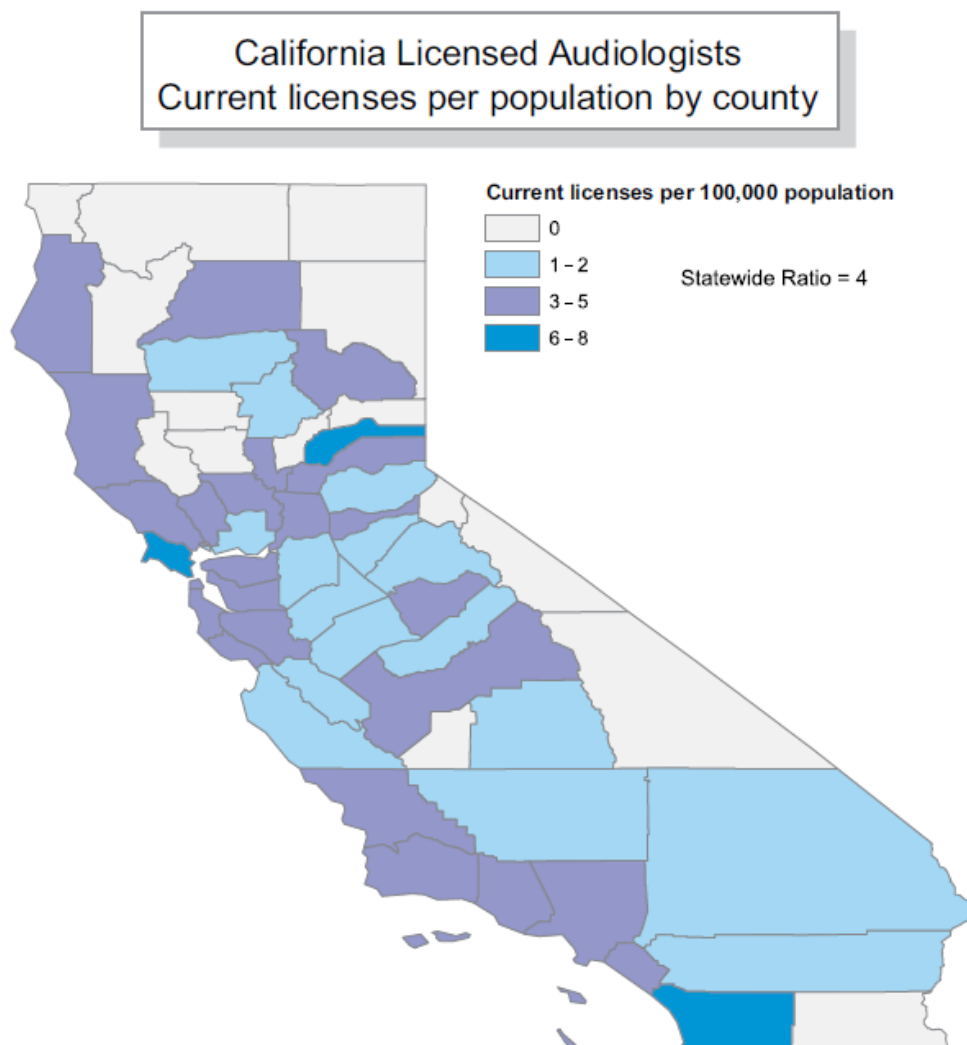 California Licensed Audiologists
Current licenses per population by county
Current licenses per 100,000 population
0
1 – 2
3 – 5
6 – 8
Statewide Ratio = 4